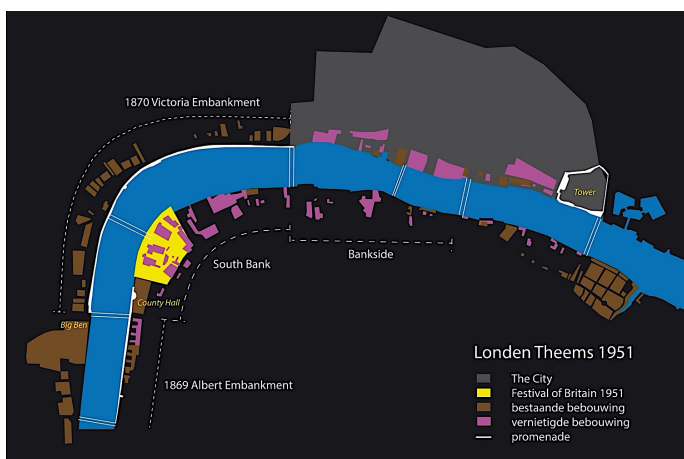 1870 Victoria Embankment
Tower
South Bank
Bankside
County Hall
Big Ben
1869 Albert Embankment
Londen Theems 1951
The City
Festival of Britain 1951
bestaande bebouwing
vernietigde bebouwing
promenade